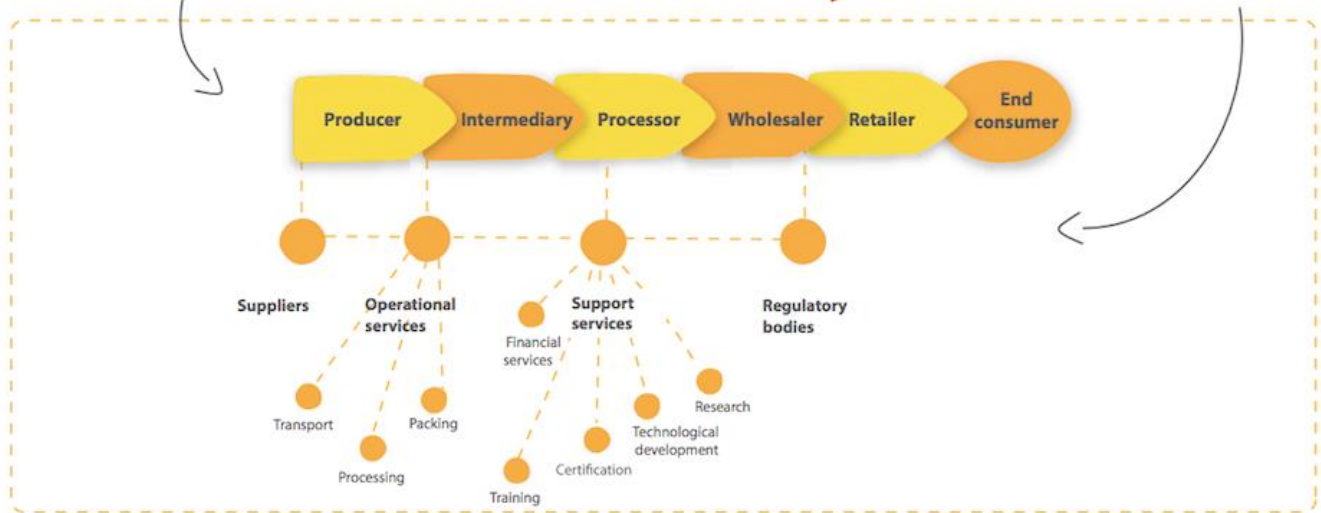 Producer
Intermediary
Processor
Wholesaler
Retailer
End
consumer
Suppliers
Operational
services
Support
services
Regulatory
bodies
Financial
services
Transport
Packing
Processing
Research
Technological
development
Certification
Training